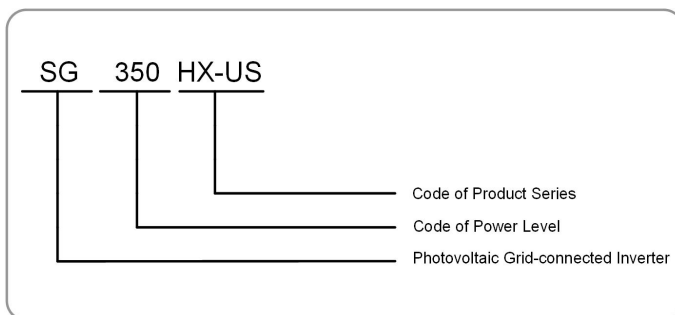 SG 350 HX-US
Code of Product Series
Code of Power Level
Photovoltaic Grid-connected Inverter